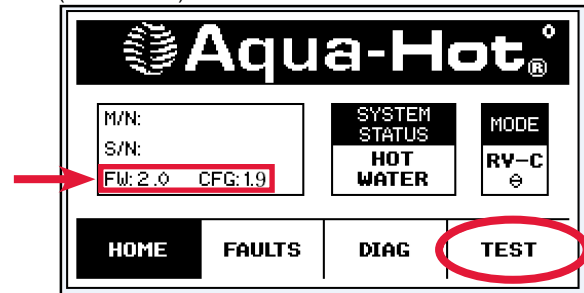 Aqua-Hot®
M/N:
S/N:
FW: 2.0 CFG: 1.9
SYSTEM
STATUS
HOT
WATER
MODE
RV-C
HOME FAULTS DIAG TEST